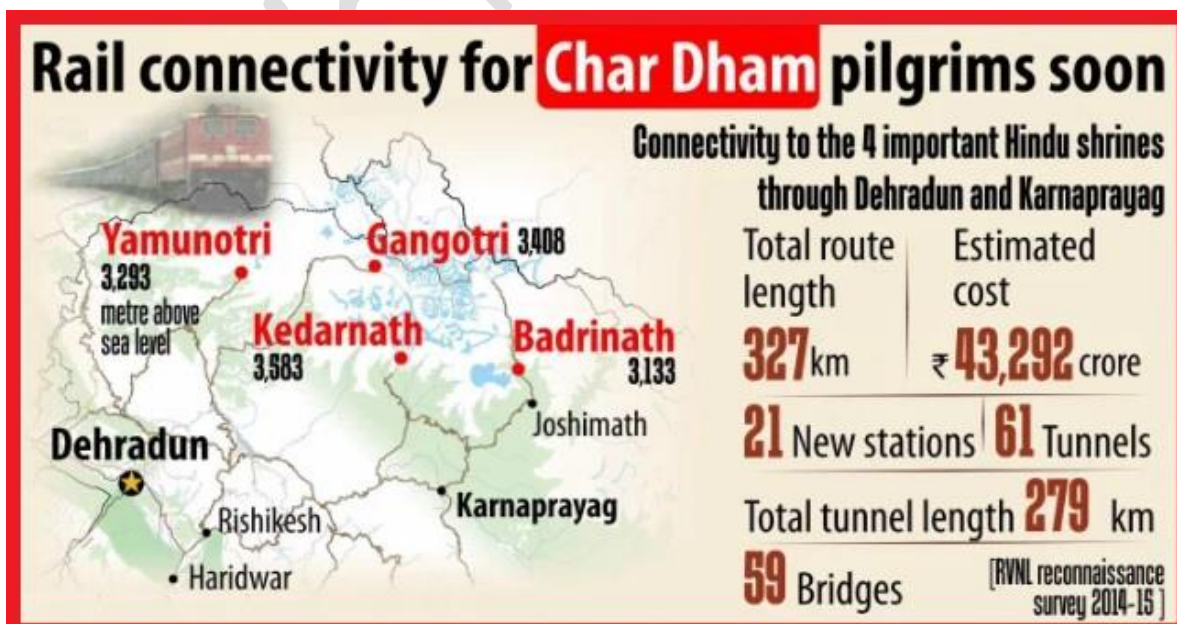 Rail connectivity for Char Dham pilgrims soon
Connectivity to the 4 important Hindu shrines
through Dehradun and Karnaprayag
Yamunotri
3,293
metre above
sea level
Gangotri 3,408
Kedarnath
3,583
Badrinath
3,133
Joshimath
Dehradun
Karnaprayag
Rishikesh
Haridwar
Total route
length
327 km
Estimated
cost
₹ 43,292 crore
21 New stations
61 Tunnels
Total tunnel length 279 km
59 Bridges
[RVNL reconnaissance
survey 2014-15 ]